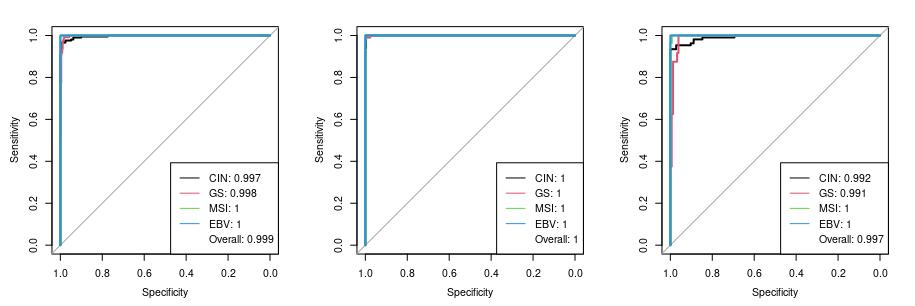 Sensitivity
1.0
0.8
0.6
0.4
0.2
0.0
CIN: 0.997
GS: 0.998
MSI: 1
EBV: 1
Overall: 0.999
1.0 0.8 0.6 0.4 0.2 0.0
Specificity
Sensitivity
1.0
0.8
0.6
0.4
0.2
0.0
CIN: 1
GS: 1
MSI: 1
EBV: 1
Overall: 1
1.0 0.8 0.6 0.4 0.2 0.0
Specificity
Sensitivity
1.0
0.8
0.6
0.4
0.2
0.0
CIN: 0.992
GS: 0.991
MSI: 1
EBV: 1
Overall: 0.997
1.0 0.8 0.6 0.4 0.2 0.0
Specificity